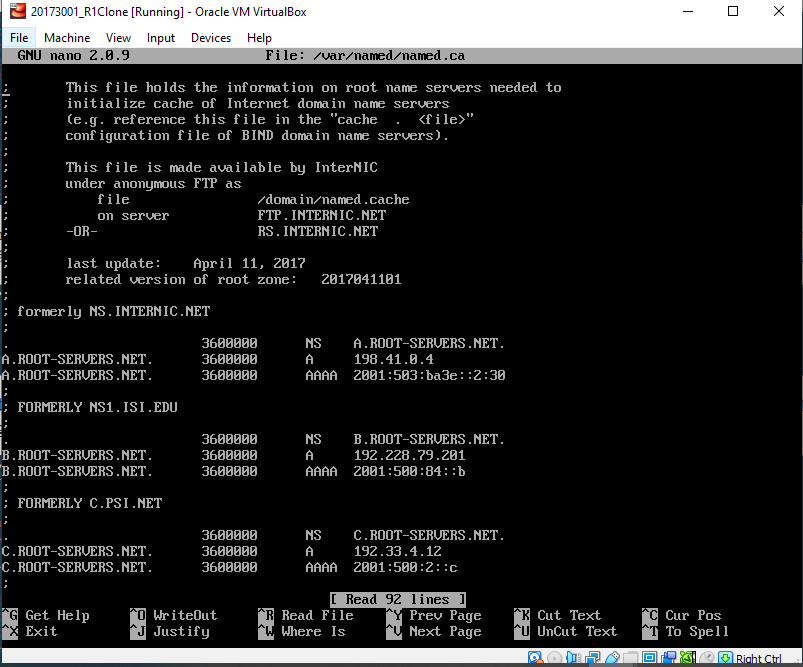 20173001_R1Clone [Running] - Oracle VM VirtualBox
File Machine View Input Devices Help
GNU nano 2.0.9 File: /var/named/named.ca
; This file holds the information on root name servers needed to
; initialize cache of Internet domain name servers
; (e.g. reference this file in the "cache . <file>"
; configuration file of BIND domain name servers).
;
; This file is made available by InterNIC
; under anonymous FTP as
; file /domain/named.cache
; on server FTP.INTERNIC.NET
; -OR- RS.INTERNIC.NET
;
; last update: April 11, 2017
; related version of root zone: 2017041101
;
; formerly NS.INTERNIC.NET
;
. 3600000 NS A.ROOT-SERVERS.NET.
A.ROOT-SERVERS.NET. 3600000 A 198.41.0.4
A.ROOT-SERVERS.NET. 3600000 AAAA 2001:503:ba3e::2:30
;
; FORMERLY NS1.ISI.EDU
;
. 3600000 NS B.ROOT-SERVERS.NET.
B.ROOT-SERVERS.NET. 3600000 A 192.228.79.201
B.ROOT-SERVERS.NET. 3600000 AAAA 2001:500:84::b
;
; FORMERLY C.PSI.NET
;
. 3600000 NS C.ROOT-SERVERS.NET.
C.ROOT-SERVERS.NET. 3600000 A 192.33.4.12
C.ROOT-SERVERS.NET. 3600000 AAAA 2001:500:2::c
;
[ Read 92 lines ]
^G Get Help ^O WriteOut ^R Read File ^Y Prev Page ^K Cut Text ^C Cur Pos
^X Exit ^J Justify ^W Where Is ^V Next Page ^U UnCut Text ^T To Spell
Right Ctrl